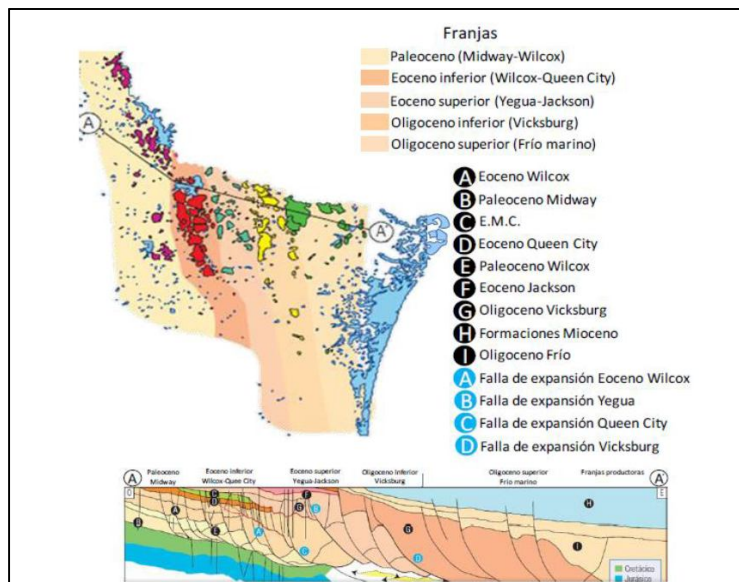 Franjas
Paleoceno (Midway-Wilcox)
Eoceno inferior (Wilcox-Queen City)
Eoceno superior (Yegua-Jackson)
Oligoceno inferior (Vicksburg)
Oligoceno superior (Frío marino)
A Eoceno Wilcox
B Paleoceno Midway
C E.M.C.
D Eoceno Queen City
E Paleoceno Wilcox
F Eoceno Jackson
G Oligoceno Vicksburg
H Formaciones Mioceno
I Oligoceno Frío
A Falla de expansión Eoceno Wilcox
B Falla de expansión Yegua
C Falla de expansión Queen City
D Falla de expansión Vicksburg
A
A'
A
Paleoceno
Midway
Eoceno inferior
Wilcox-Quee City
Eoceno superior
Yegua-Jackson
Oligoceno inferior
Vicksburg
Oligoceno superior
Frío marino
Franjas productoras
A'
O
E
C
D
F
G
B
A
B
A
E
C
G
D
H
I
Cretácico
Jurásico